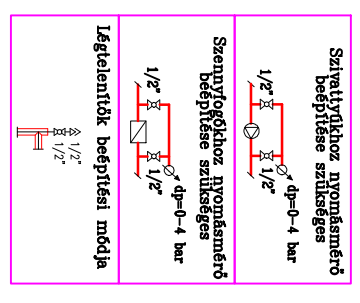 Szivattyúkhoz nyomásmérő
beépítése szükséges
1/2"
1/2"
dp=0-4 bar
Szennyfogókhoz nyomásmérő
beépítése szükséges
1/2"
1/2"
dp=0-4 bar
Légtelenítők beépítési módja
1/2"
1/2"